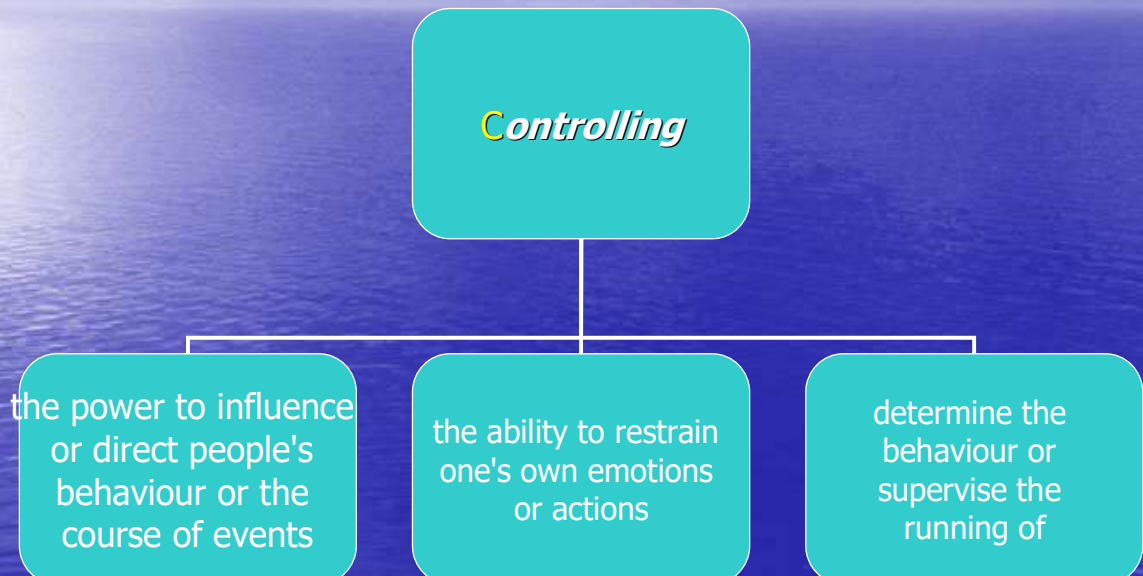 Controlling
the power to influence
or direct people's
behaviour or the
course of events
the ability to restrain
one's own emotions
or actions
determine the
behaviour or
supervise the
running of